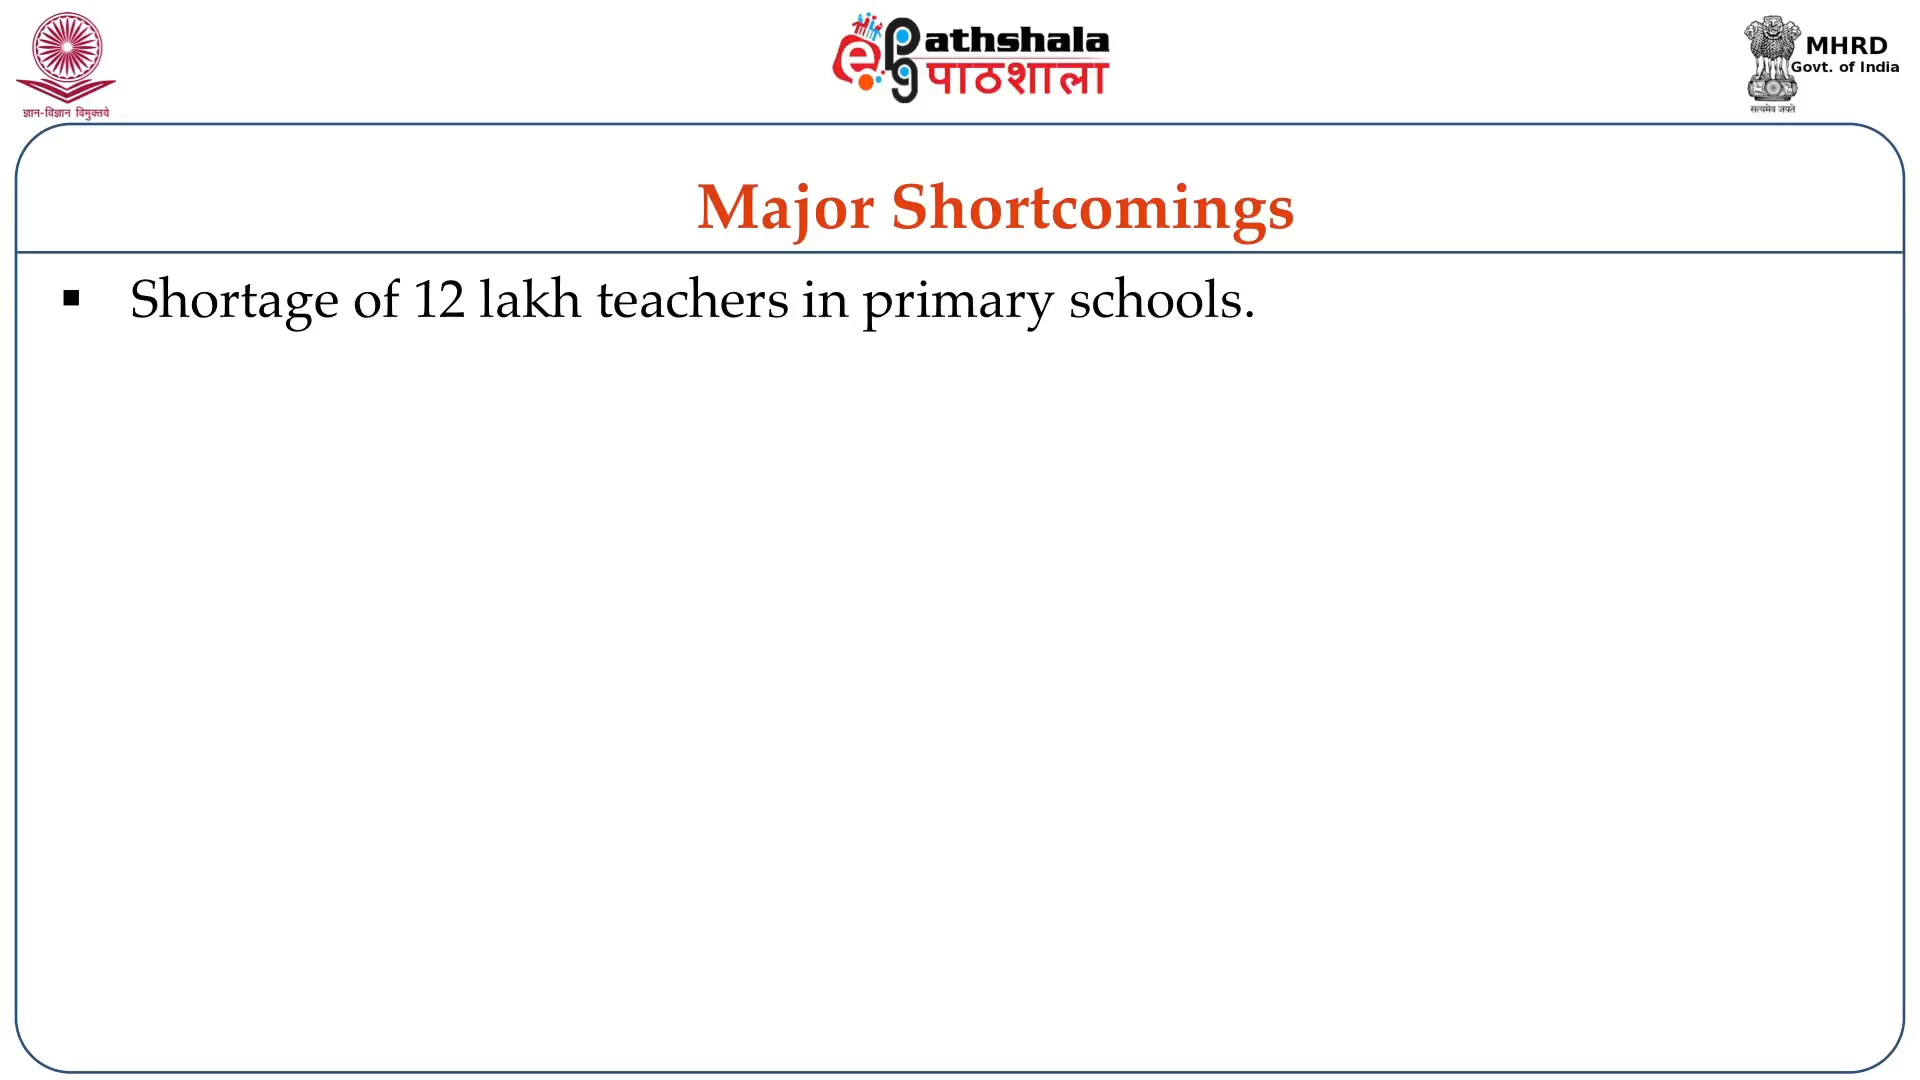 ज्ञान-विज्ञान विमुक्तये
ePathshala
पाठशाला
MHRD
Govt. of India
सत्यमेव जयते
Major Shortcomings
▪ Shortage of 12 lakh teachers in primary schools.